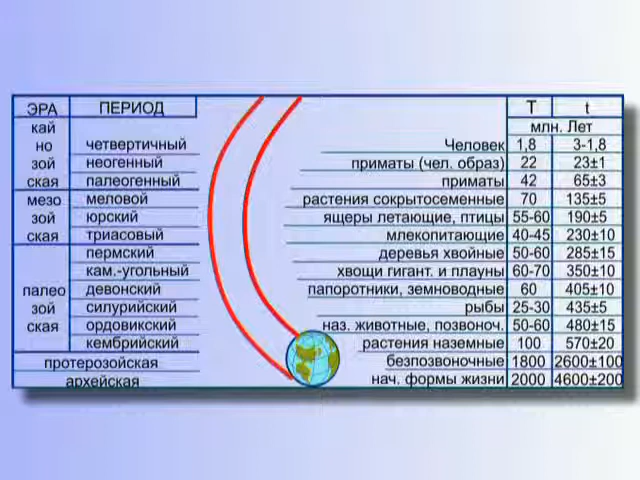 ЭРА ПЕРИОД T t
млн. Лет
кай
но четвертичный Человек 1,8 3-1,8
зой неогенный приматы (чел. образ) 22 23±1
ская палеогенный приматы 42 65±3
мезо меловой растения сокрытосеменные 70 135±5
зой юрский ящеры летающие, птицы 55-60 190±5
ская триасовый млекопитающие 40-45 230±10
пермский деревья хвойные 50-60 285±15
кам.-угольный хвощи гигант. и плауны 60-70 350±10
палео девонский папоротники, земноводные 60 405±10
зой силурийский рыбы 25-30 435±5
ская ордовикский наз. животные, позвоноч. 50-60 480±15
кембрийский растения наземные 100 570±20
протерозойская безпозвоночные 1800 2600±100
архейская нач. формы жизни 2000 4600±200